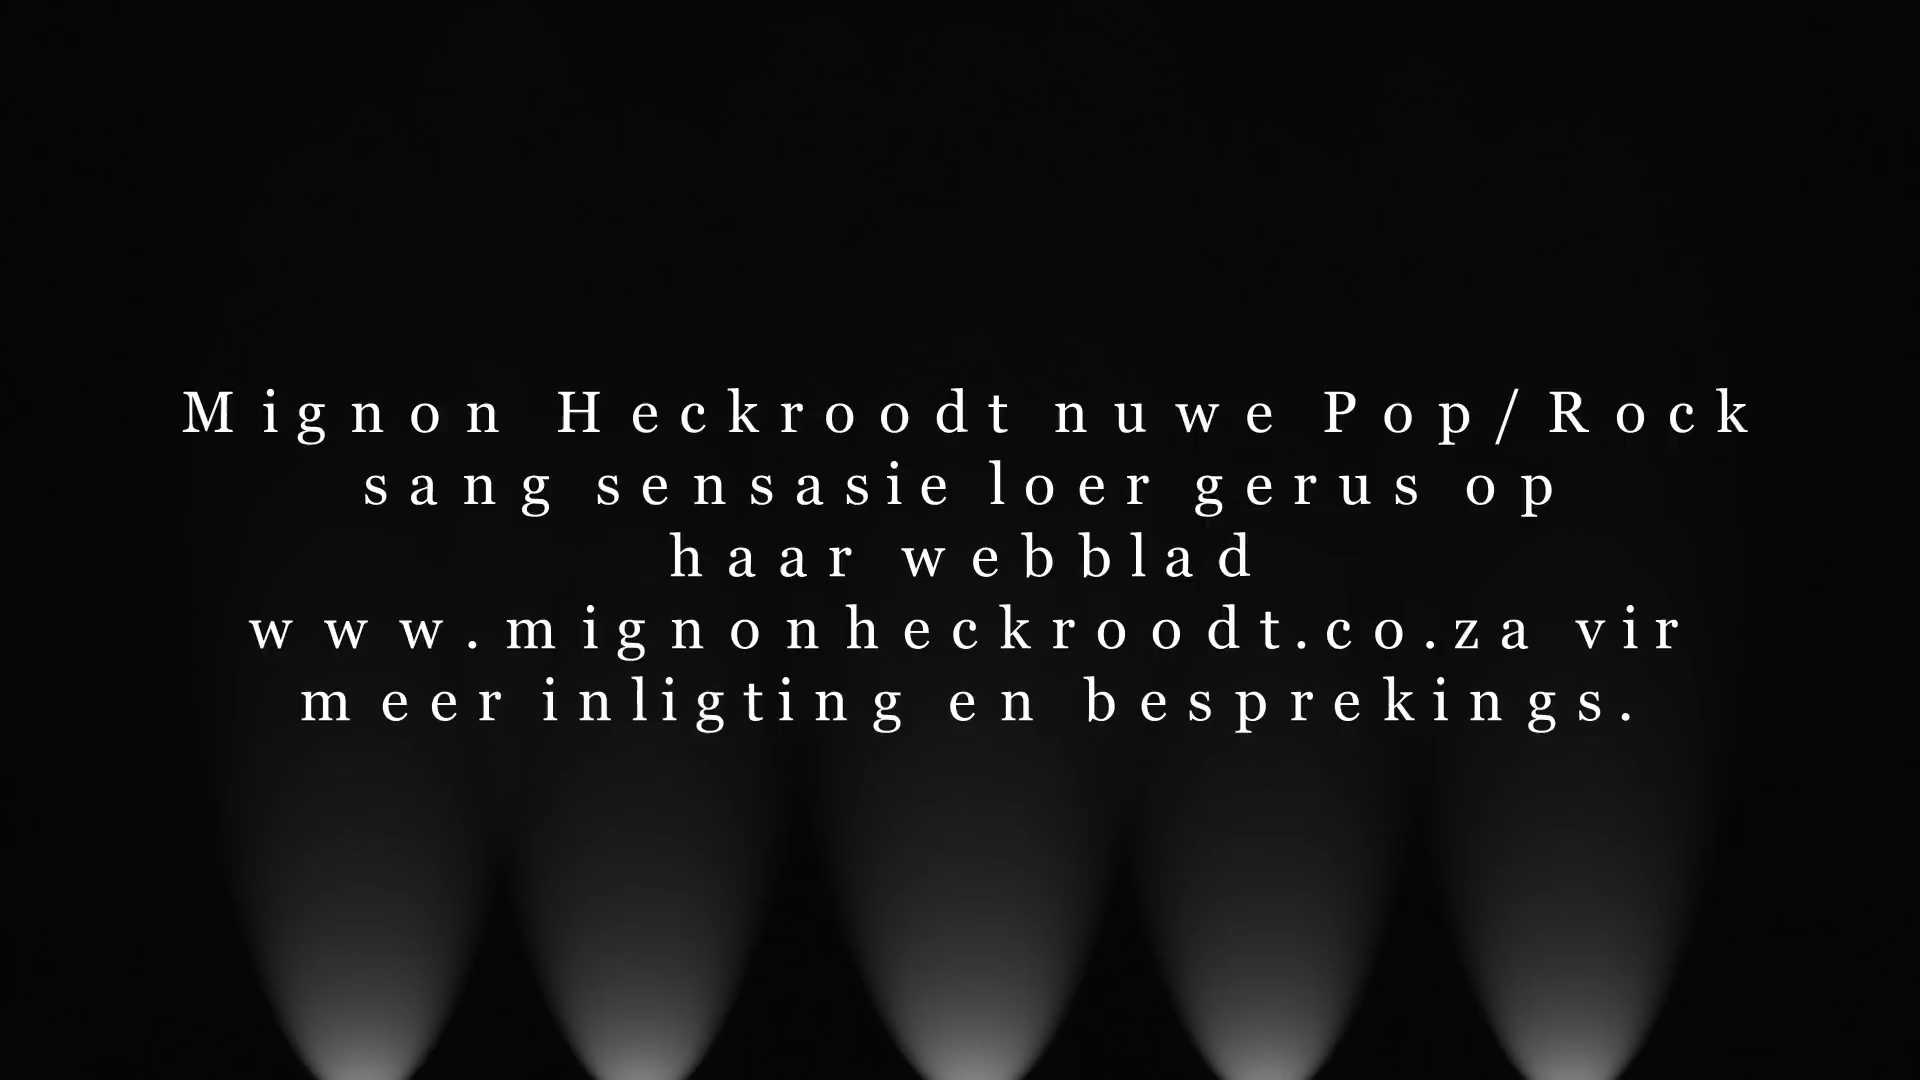 Mignon Heckroodt nuwe Pop/Rock
sang sensasie loer gerus op
haar webblad
www.mignonheckroodt.co.za vir
meer inligting en besprekings.